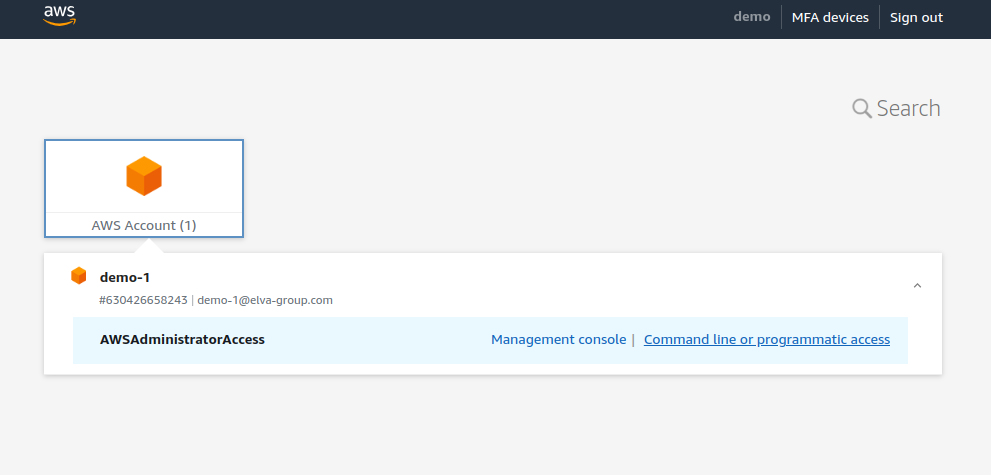 aws
demo
MFA devices
Sign out
Search
AWS Account (1)
demo-1
#630426658243 | demo-1@elva-group.com
AWSAdministratorAccess
Management console | Command line or programmatic access